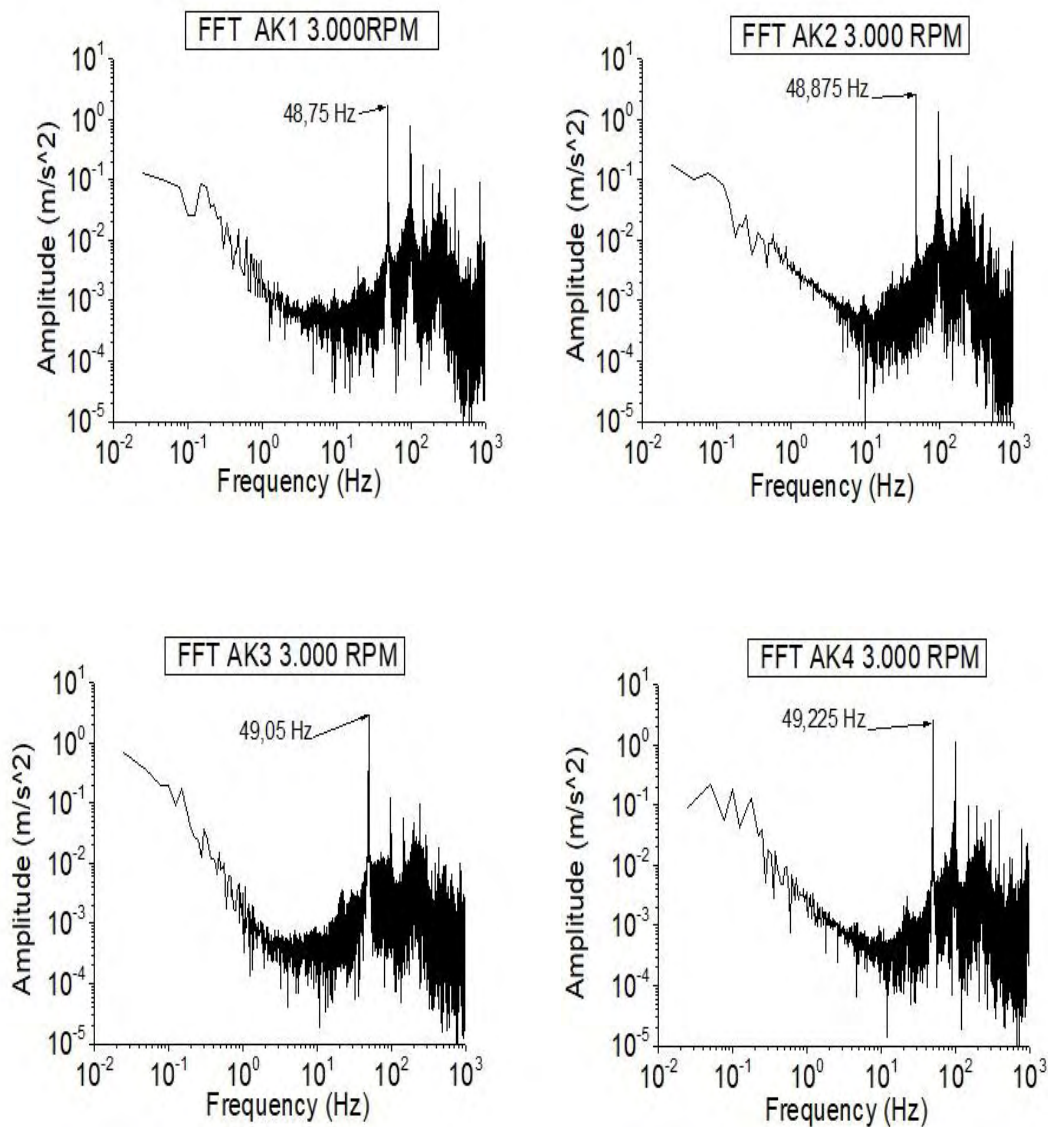 FFT AK1 3.000RPM
48,75 Hz
Amplitude (m/s^2)
10^1
10^0
10^-1
10^-2
10^-3
10^-4
10^-5
10^-2 10^-1 10^0 10^1 10^2 10^3
Frequency (Hz)
FFT AK2 3.000 RPM
48,875 Hz
Amplitude (m/s^2)
10^1
10^0
10^-1
10^-2
10^-3
10^-4
10^-5
10^-2 10^-1 10^0 10^1 10^2 10^3
Frequency (Hz)
FFT AK3 3.000 RPM
49,05 Hz
Amplitude (m/s^2)
10^1
10^0
10^-1
10^-2
10^-3
10^-4
10^-5
10^-2 10^-1 10^0 10^1 10^2 10^3
Frequency (Hz)
FFT AK4 3.000 RPM
49,225 Hz
Amplitude (m/s^2)
10^1
10^0
10^-1
10^-2
10^-3
10^-4
10^-5
10^-2 10^-1 10^0 10^1 10^2 10^3
Frequency (Hz)